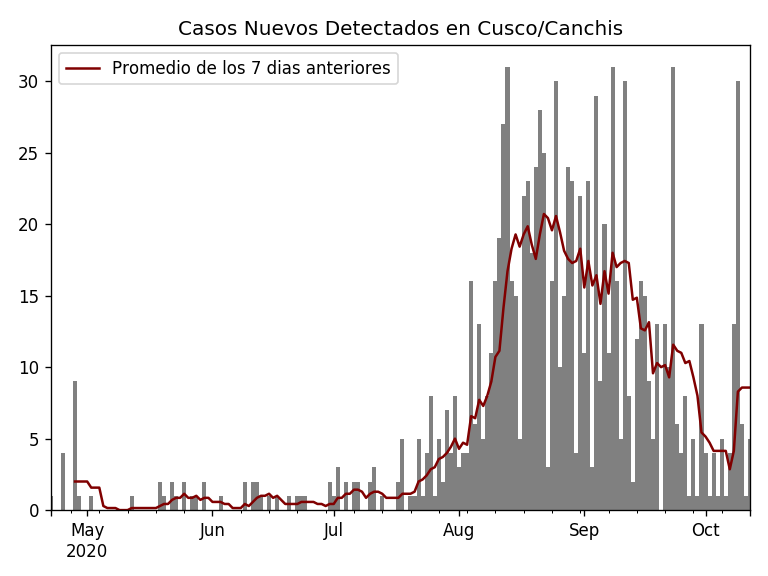 Casos Nuevos Detectados en Cusco/Canchis
Promedio de los 7 dias anteriores
30
25
20
15
10
5
0
May Jun Jul Aug Sep Oct
2020